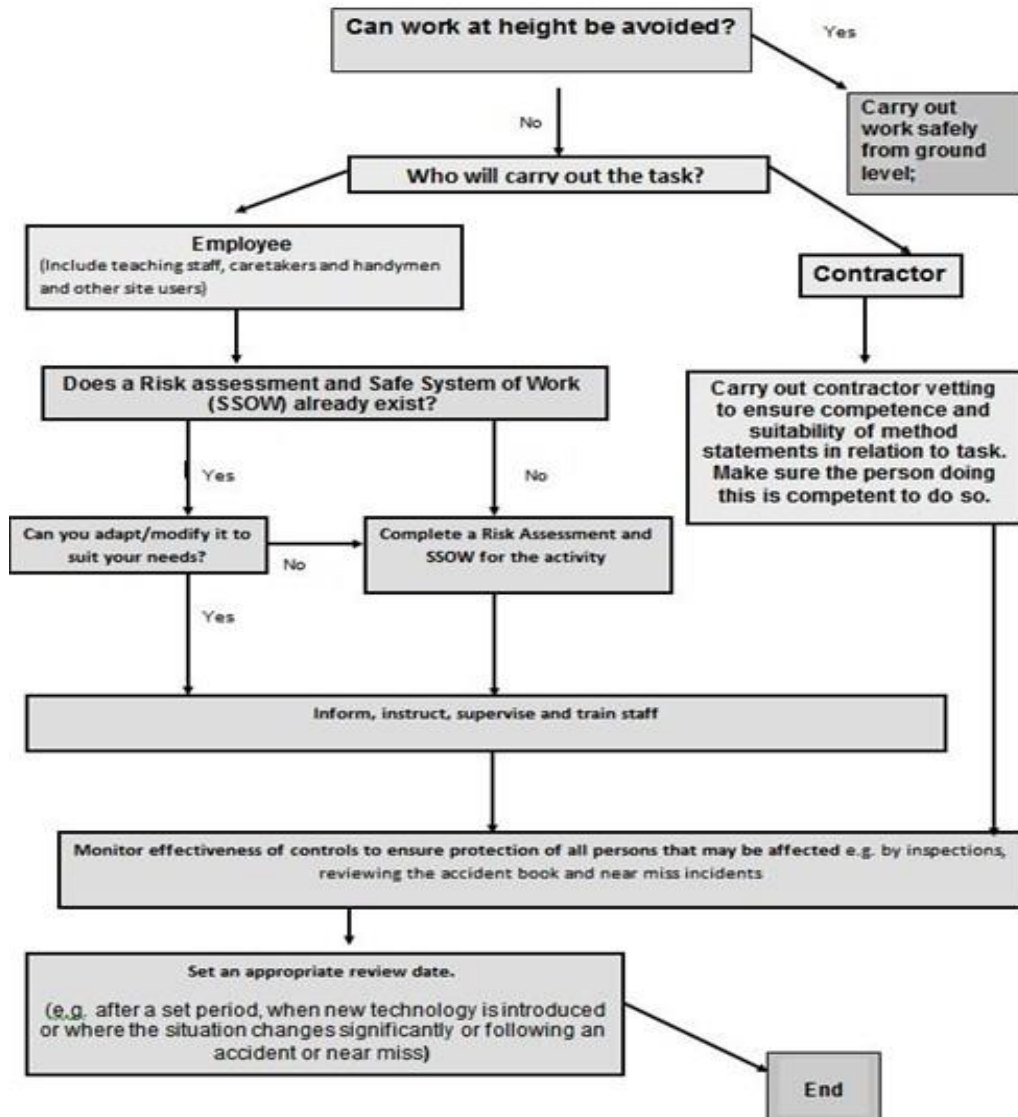 Can work at height be avoided?
Yes
Carry out
work safely
from ground
level;
No
Who will carry out the task?
Employee
(Include teaching staff, caretakers and handymen
and other site users)
Contractor
Does a Risk assessment and Safe System of Work
(SSOW) already exist?
Carry out contractor vetting
to ensure competence and
suitability of method
statements in relation to task.
Make sure the person doing
this is competent to do so.
Yes
No
Can you adapt/modify it to
suit your needs?
No
Complete a Risk Assessment and
SSOW for the activity
Yes
Inform, instruct, supervise and train staff
Monitor effectiveness of controls to ensure protection of all persons that may be affected e.g. by inspections,
reviewing the accident book and near miss incidents
Set an appropriate review date.
(e.g. after a set period, when new technology is introduced
or where the situation changes significantly or following an
accident or near miss)
End